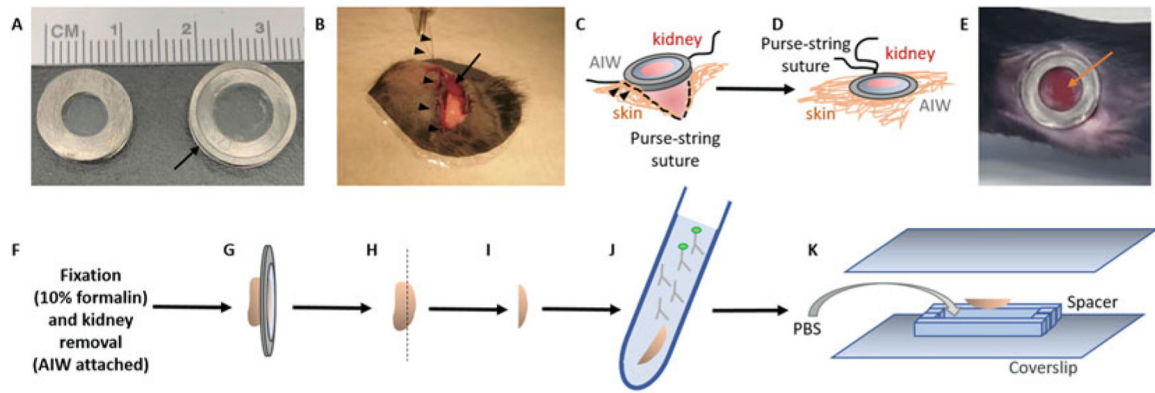 A
CM 1 2 3
B
C
kidney
AIW
skin
Purse-string
suture
D
Purse-string
suture
kidney
skin
AIW
E
F
Fixation
(10% formalin)
and kidney
removal
(AIW attached)
G
H
I
J
K
PBS
Spacer
Coverslip